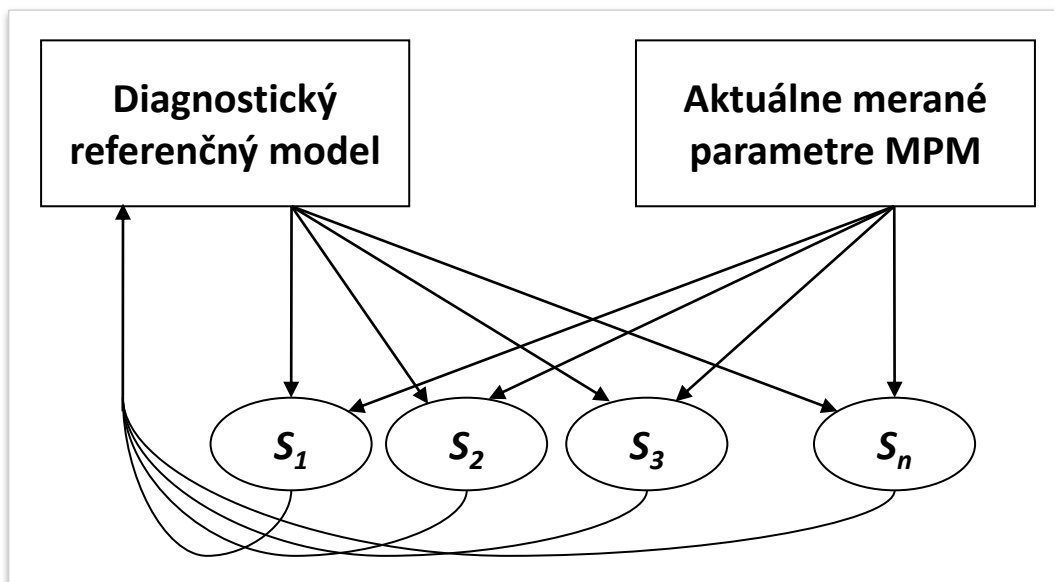 Diagnostický
referenčný model
Aktuálne merané
parametre MPM
S1
S2
S3
Sn